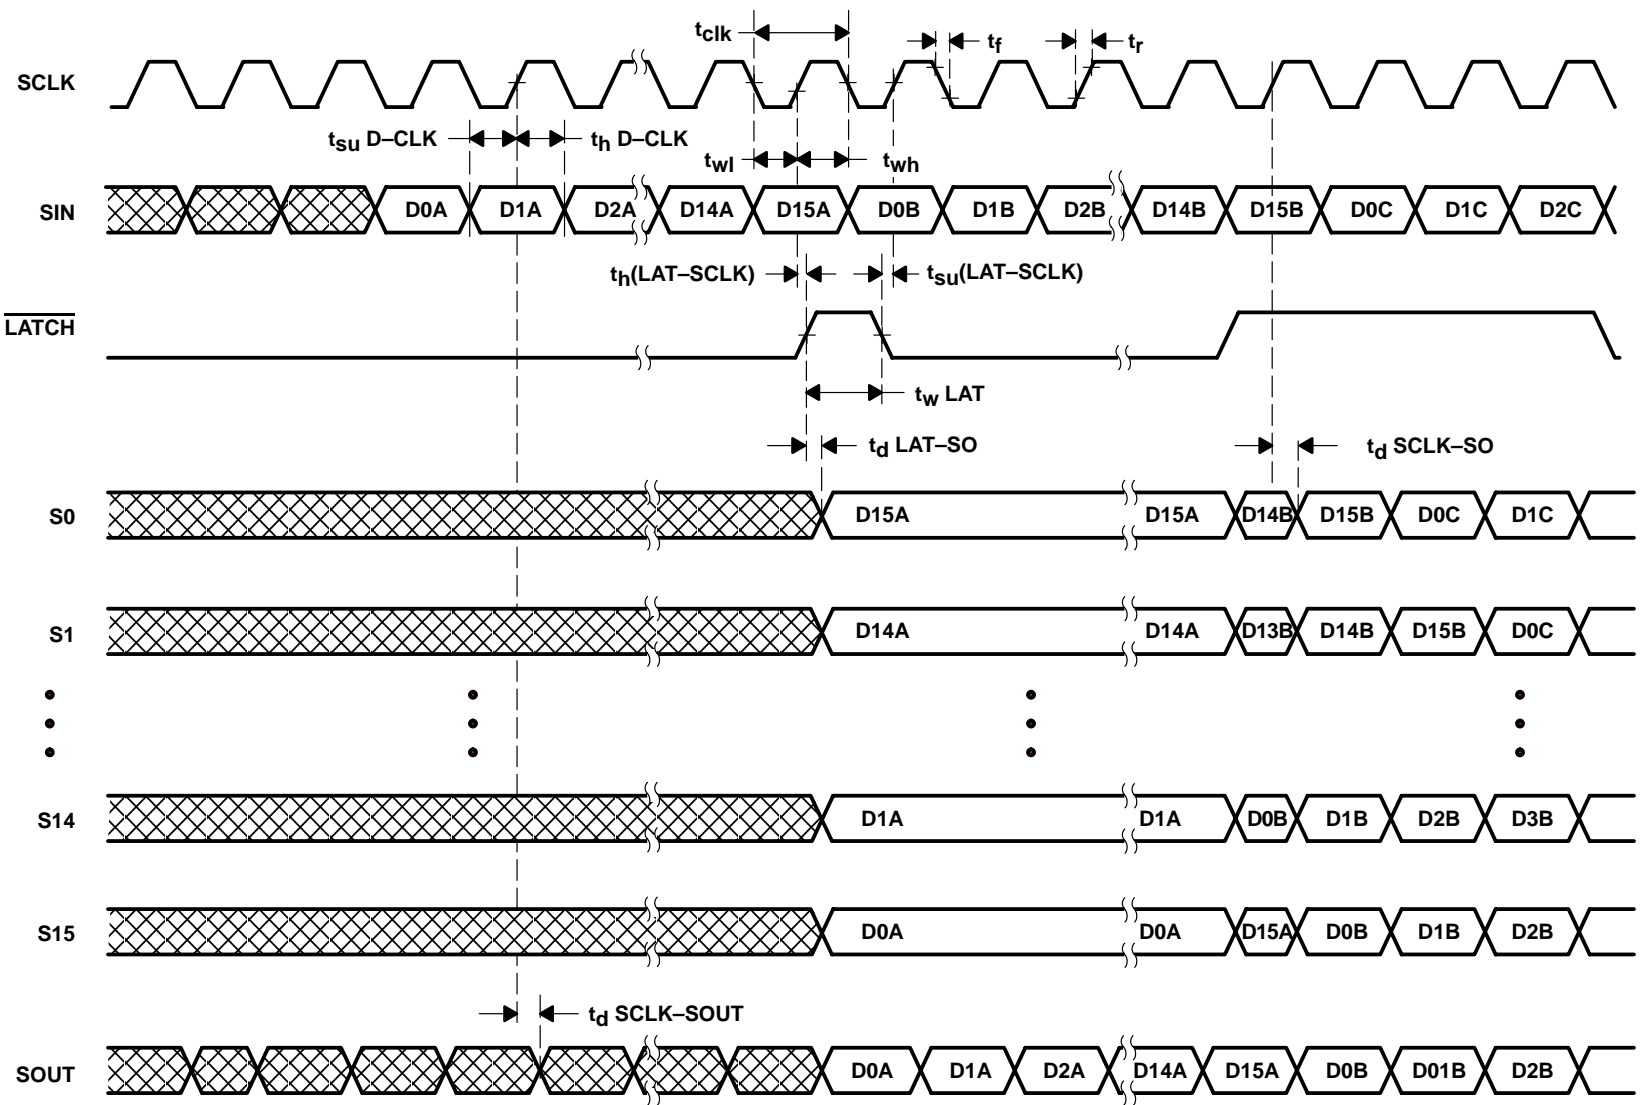 tclk
tf
tr
SCLK
tsu D–CLK
th D–CLK
twl
twh
SIN D0A D1A D2A D14A D15A D0B D1B D2B D14B D15B D0C D1C D2C
th(LAT–SCLK)
tsu(LAT–SCLK)
LATCH
tw LAT
td LAT–SO
td SCLK–SO
S0 D15A D15A D14B D15B D0C D1C
S1 D14A D14A D13B D14B D15B D0C
S14 D1A D1A D0B D1B D2B D3B
S15 D0A D0A D15A D0B D1B D2B
td SCLK–SOUT
SOUT D0A D1A D2A D14A D15A D0B D01B D2B